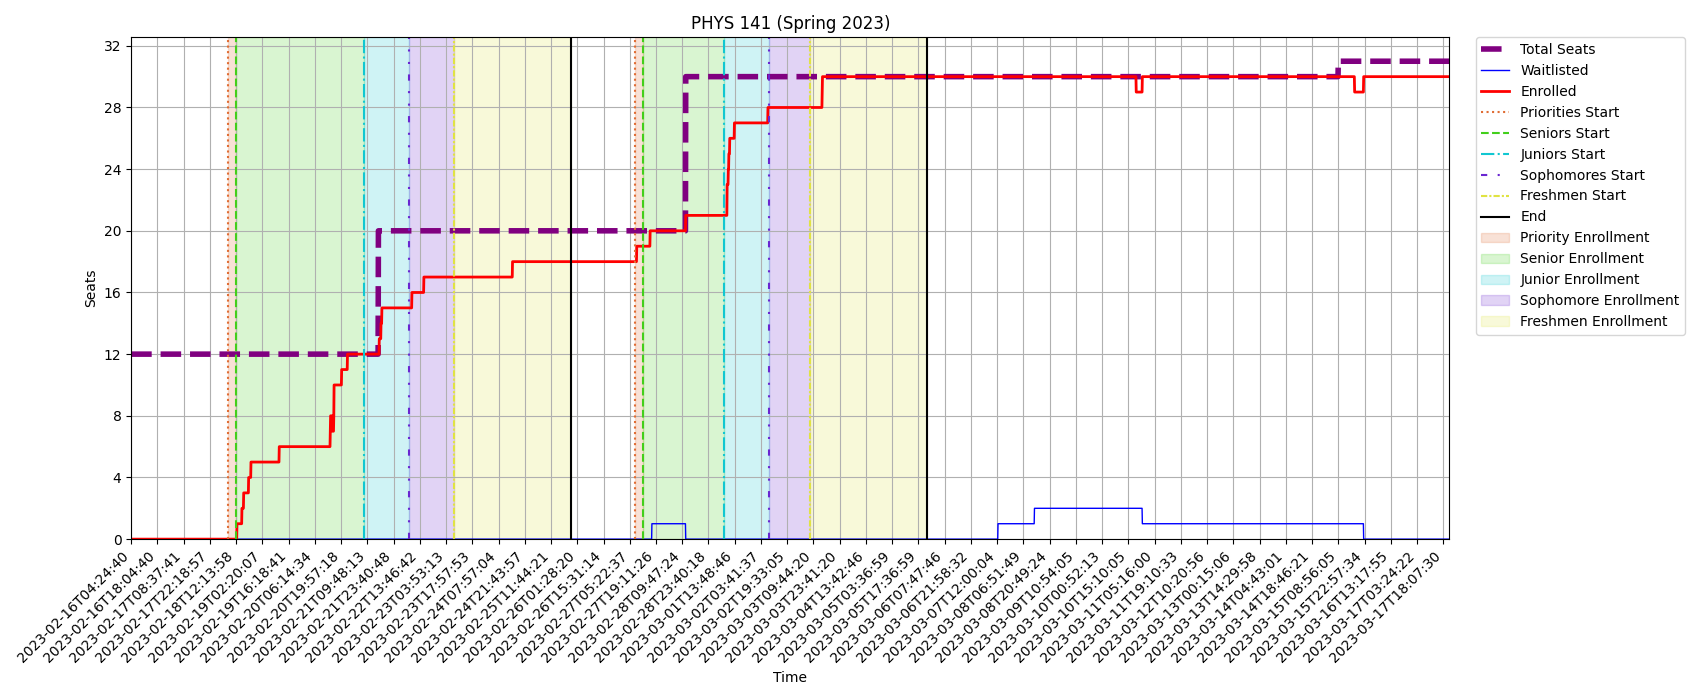 PHYS 141 (Spring 2023)
32
28
24
20
16
12
8
4
0
Seats
2023-02-16T04:24:40
2023-02-16T18:04:40
2023-02-17T08:37:41
2023-02-17T22:18:57
2023-02-18T12:13:58
2023-02-19T02:20:07
2023-02-19T16:18:41
2023-02-20T06:14:34
2023-02-20T19:57:18
2023-02-21T09:48:13
2023-02-21T23:40:48
2023-02-22T13:46:42
2023-02-23T03:53:13
2023-02-23T17:57:53
2023-02-24T07:57:04
2023-02-24T21:43:57
2023-02-25T11:44:21
2023-02-26T01:28:20
2023-02-26T15:31:14
2023-02-27T05:22:37
2023-02-27T19:11:26
2023-02-28T09:47:24
2023-02-28T23:40:18
2023-03-01T13:48:46
2023-03-02T03:41:37
2023-03-02T19:33:05
2023-03-03T09:44:20
2023-03-03T23:41:20
2023-03-04T13:42:46
2023-03-05T03:36:59
2023-03-05T17:36:59
2023-03-06T07:47:46
2023-03-06T21:58:32
2023-03-07T12:00:04
2023-03-08T06:51:49
2023-03-08T20:49:24
2023-03-09T10:54:05
2023-03-10T00:52:13
2023-03-10T15:10:05
2023-03-11T05:16:00
2023-03-11T19:10:33
2023-03-12T10:20:56
2023-03-13T00:15:06
2023-03-13T14:29:58
2023-03-14T04:43:01
2023-03-14T18:46:21
2023-03-15T08:56:05
2023-03-15T22:57:34
2023-03-16T13:17:55
2023-03-17T03:24:22
2023-03-17T18:07:30
Time
Total Seats
Waitlisted
Enrolled
Priorities Start
Seniors Start
Juniors Start
Sophomores Start
Freshmen Start
End
Priority Enrollment
Senior Enrollment
Junior Enrollment
Sophomore Enrollment
Freshmen Enrollment